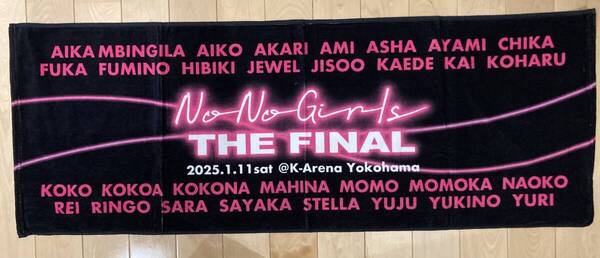 AIKA MBINGILA AIKO AKARI AMI ASHA AYAMI CHIKA
FUKA FUMINO HIBIKI JEWEL JISOO KAEDE KAI KOHARU
No No Girls
THE FINAL
2025.1.11sat @K-Arena Yokohama
KOKO KOKOA KOKONA MAHINA MOMO MOMOKA NAOKO
REI RINGO SARA SAYAKA STELLA YUJU YUKINO YURI